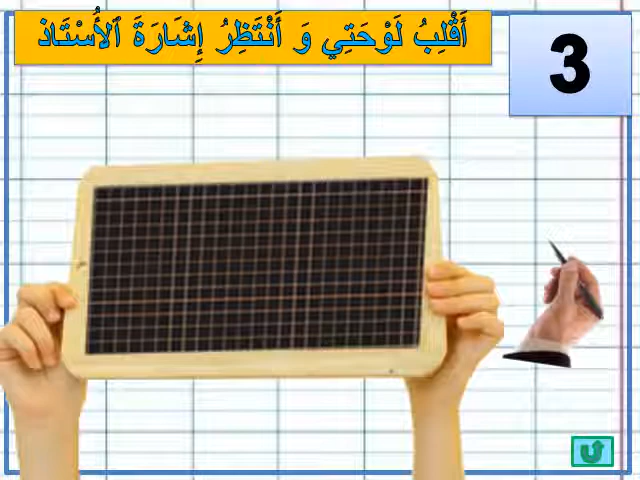 أَقْلِبُ لَوْحَتِي وَ أَنْتَظِرُ إِشَارَةَ ٱلأُسْتَاذ
3